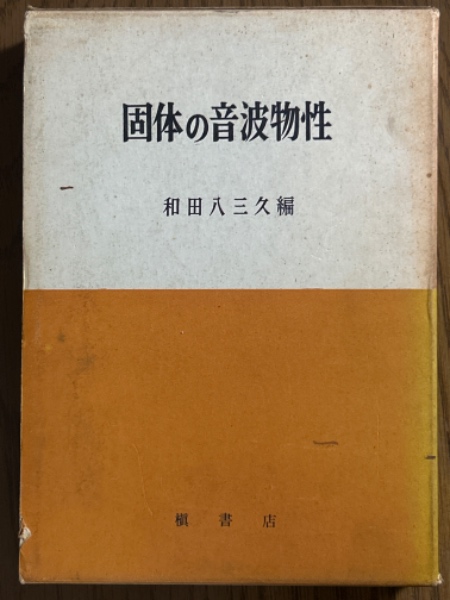 固体の音波物性
和田八三久編
槇書店